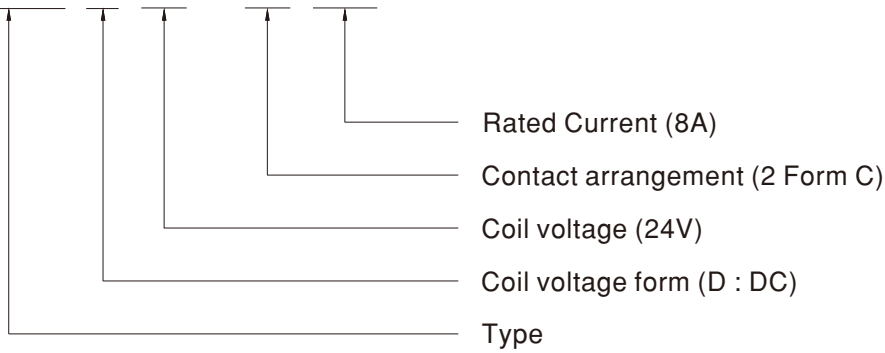 Rated Current (8A)
Contact arrangement (2 Form C)
Coil voltage (24V)
Coil voltage form (D : DC)
Type